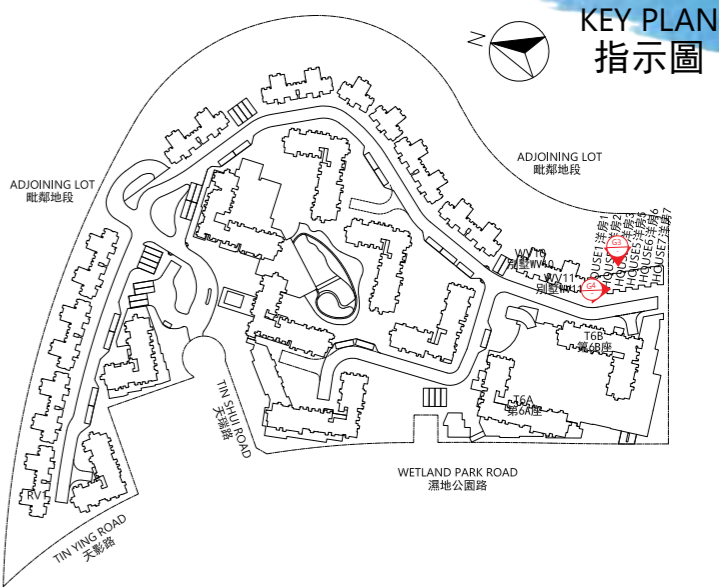 KEY PLAN
指示圖
N
ADJOINING LOT
毗鄰地段
ADJOINING LOT
毗鄰地段
WV10
別墅WV10
WV11
別墅WV11
HOUSE1 洋房1
HOUSE2 洋房2
HOUSE3 洋房3
HOUSE5 洋房5
HOUSE6 洋房6
HOUSE7 洋房7
G3
G4
T6B
第6B座
T6A
第6A座
TIN SHUI ROAD
天瑞路
WETLAND PARK ROAD
濕地公園路
RV1
TIN YING ROAD
天影路